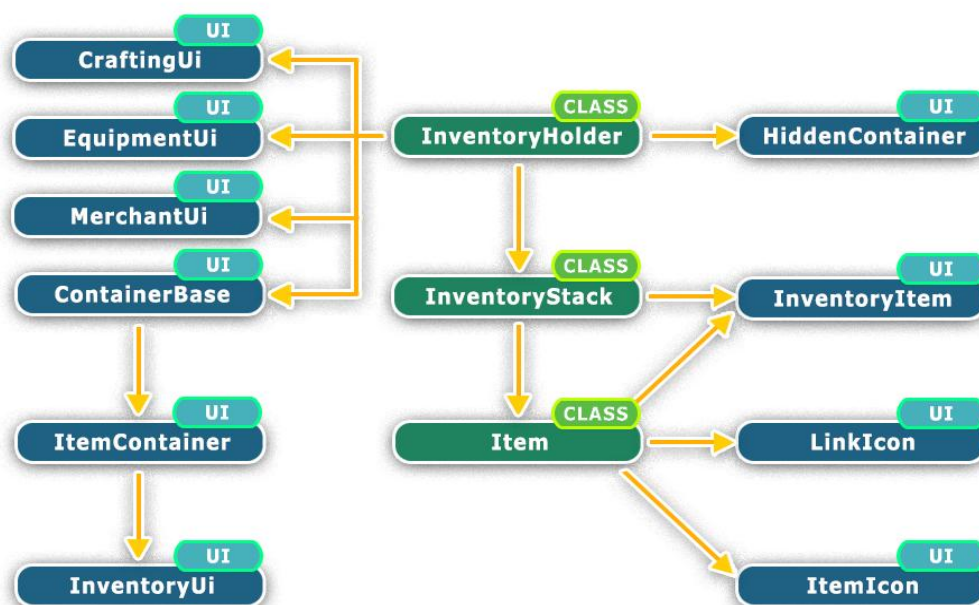 UI
CraftingUi
UI
EquipmentUi
CLASS
InventoryHolder
UI
HiddenContainer
UI
MerchantUi
UI
ContainerBase
CLASS
InventoryStack
UI
InventoryItem
UI
ItemContainer
CLASS
Item
UI
LinkIcon
UI
InventoryUi
UI
ItemIcon